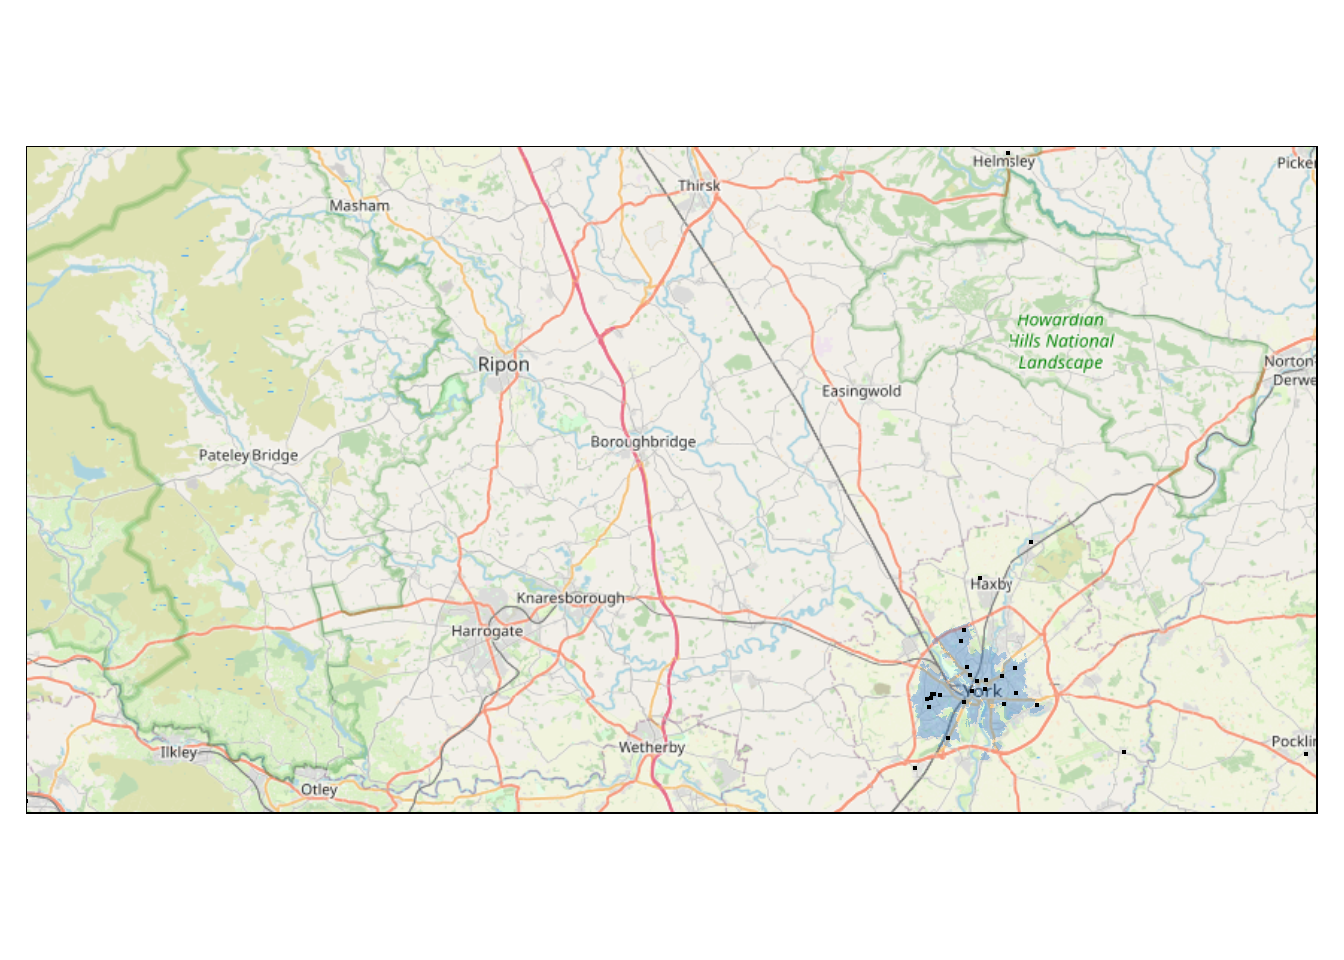 Helmsley
Picke
Thirsk
Masham
Howardian
Hills National
Landscape
Ripon
Norton-
Derwe
Easingwold
Boroughbridge
Pateley Bridge
Haxby
Knaresborough
Harrogate
York
Wetherby
Pocklin
Ilkley
Otley